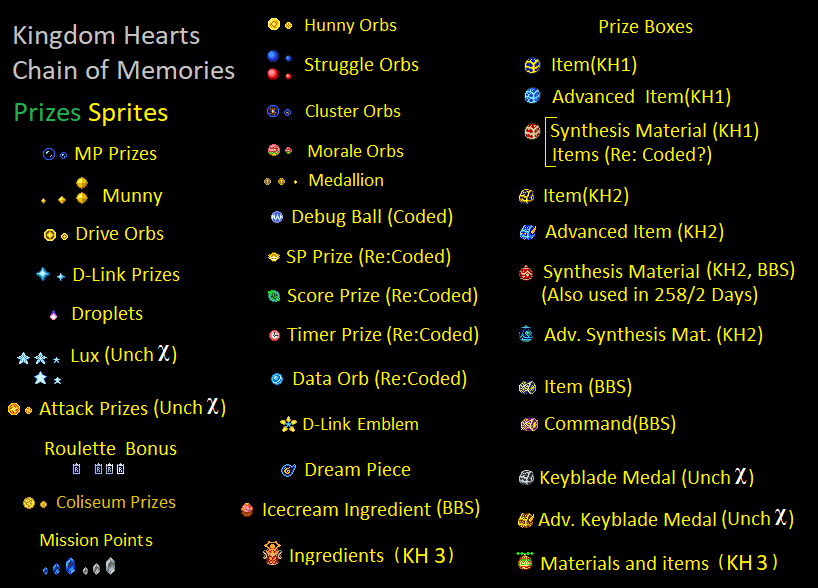 Kingdom Hearts
Chain of Memories
Prizes Sprites
MP Prizes
Munny
Drive Orbs
D-Link Prizes
Droplets
Lux (Unch χ)
Attack Prizes (Unch χ)
Roulette Bonus
Coliseum Prizes
Mission Points
Hunny Orbs
Struggle Orbs
Cluster Orbs
Morale Orbs
Medallion
Debug Ball (Coded)
SP Prize (Re:Coded)
Score Prize (Re:Coded)
Timer Prize (Re:Coded)
Data Orb (Re:Coded)
D-Link Emblem
Dream Piece
Icecream Ingredient (BBS)
Ingredients (KH 3)
Prize Boxes
Item(KH1)
Advanced Item(KH1)
Synthesis Material (KH1)
Items (Re: Coded?)
Item(KH2)
Advanced Item (KH2)
Synthesis Material (KH2, BBS)
(Also used in 258/2 Days)
Adv. Synthesis Mat. (KH2)
Item (BBS)
Command(BBS)
Keyblade Medal (Unch χ)
Adv. Keyblade Medal (Unch χ)
Materials and items (KH 3)